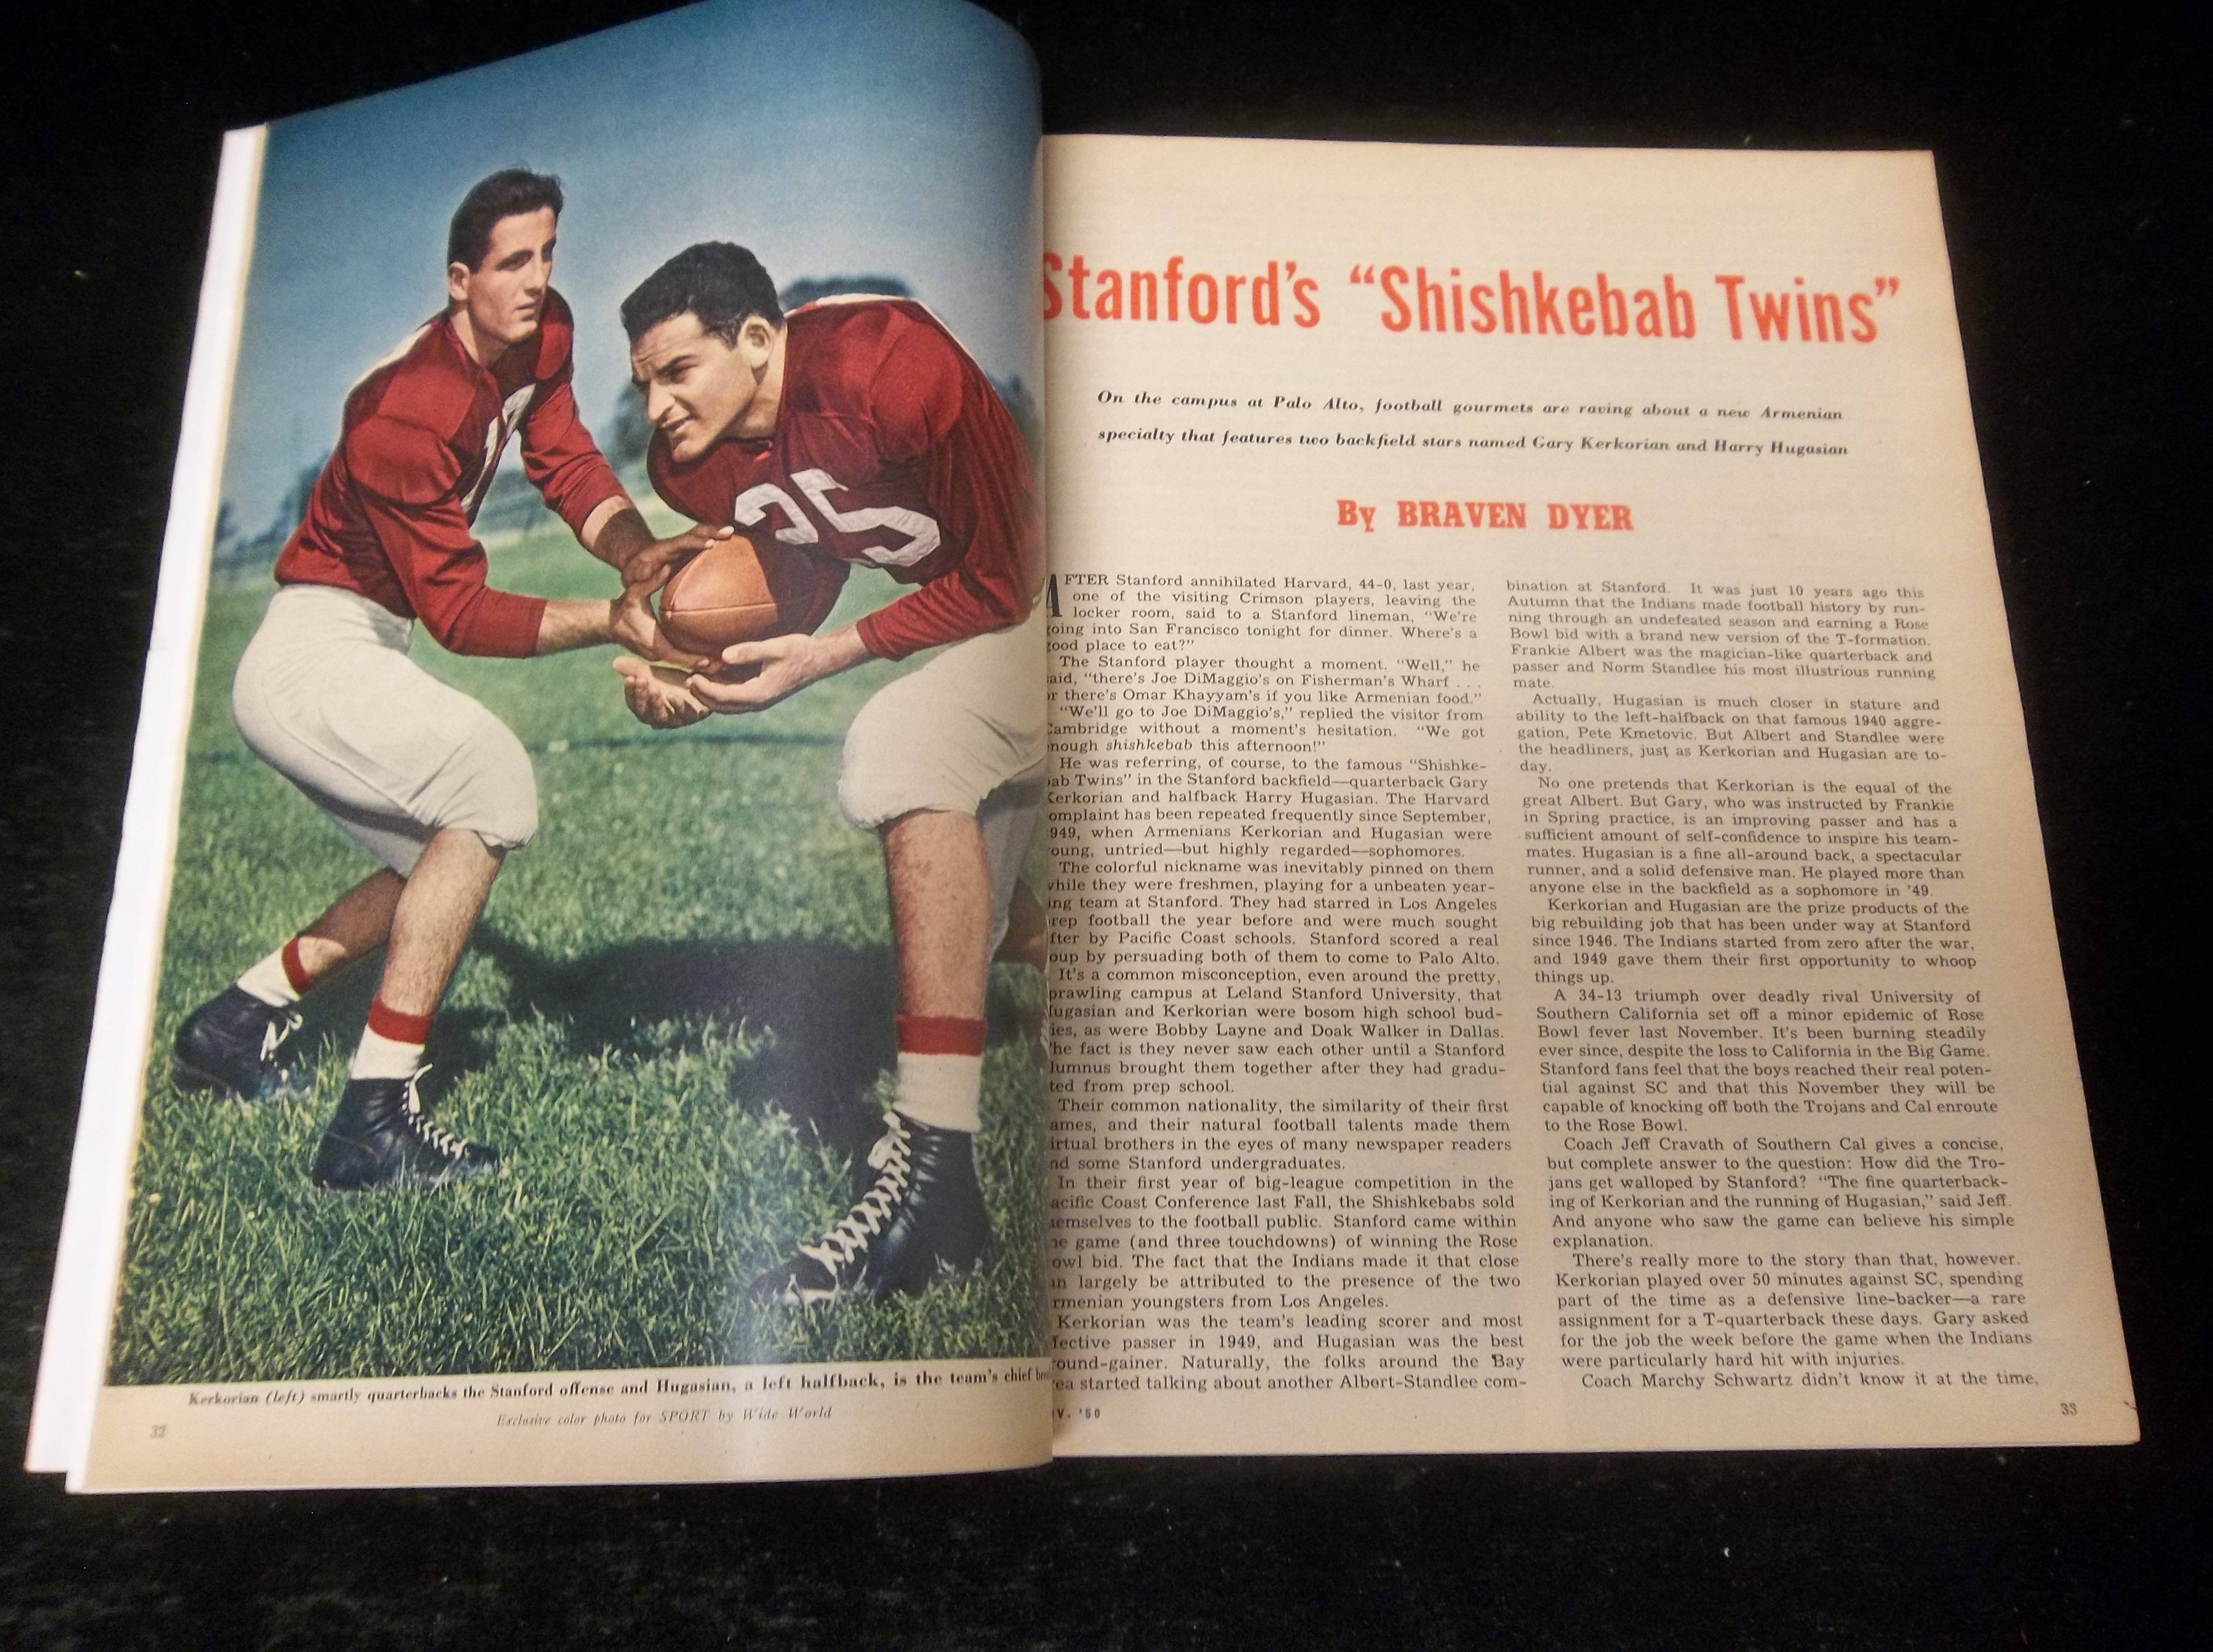 25
Kerkorian (left) smartly quarterbacks the Stanford offense and Hugasian, a left halfback, is the team's chief
Exclusive color photo for SPORT by Wide World
32
Stanford's “Shishkebab Twins”
On the campus at Palo Alto, football gourmets are raving about a new Armenian
specialty that features two backfield stars named Gary Kerkorian and Harry Hugasian
By BRAVEN DYER
AFTER Stanford annihilated Harvard, 44-0, last year,
one of the visiting Crimson players, leaving the
locker room, said to a Stanford lineman, “We're
going into San Francisco tonight for dinner. Where's a
good place to eat?”
The Stanford player thought a moment. “Well,” he
said, “there's Joe DiMaggio's on Fisherman's Wharf . . .
or there's Omar Khayyam's if you like Armenian food.”
“We'll go to Joe DiMaggio's,” replied the visitor from
Cambridge without a moment's hesitation. “We got
enough shishkebab this afternoon!”
He was referring, of course, to the famous “Shishke-
ab Twins” in the Stanford backfield—quarterback Gary
Kerkorian and halfback Harry Hugasian. The Harvard
omplaint has been repeated frequently since September,
949, when Armenians Kerkorian and Hugasian were
oung, untried—but highly regarded—sophomores.
The colorful nickname was inevitably pinned on them
while they were freshmen, playing for a unbeaten year-
ing team at Stanford. They had starred in Los Angeles
rep football the year before and were much sought
fter by Pacific Coast schools. Stanford scored a real
oup by persuading both of them to come to Palo Alto.
It's a common misconception, even around the pretty,
prawling campus at Leland Stanford University, that
Hugasian and Kerkorian were bosom high school bud-
ies, as were Bobby Layne and Doak Walker in Dallas.
The fact is they never saw each other until a Stanford
lumnus brought them together after they had gradu-
ted from prep school.
Their common nationality, the similarity of their first
ames, and their natural football talents made them
irtual brothers in the eyes of many newspaper readers
nd some Stanford undergraduates.
In their first year of big-league competition in the
acific Coast Conference last Fall, the Shishkebabs sold
emselves to the football public. Stanford came within
ne game (and three touchdowns) of winning the Rose
owl bid. The fact that the Indians made it that close
an largely be attributed to the presence of the two
rmenian youngsters from Los Angeles.
Kerkorian was the team's leading scorer and most
fective passer in 1949, and Hugasian was the best
round-gainer. Naturally, the folks around the Bay
rea started talking about another Albert-Standlee com-
V. '50
bination at Stanford. It was just 10 years ago this
Autumn that the Indians made football history by run-
ning through an undefeated season and earning a Rose
Bowl bid with a brand new version of the T-formation.
Frankie Albert was the magician-like quarterback and
passer and Norm Standlee his most illustrious running
mate.
Actually, Hugasian is much closer in stature and
ability to the left-halfback on that famous 1940 aggre-
gation, Pete Kmetovic. But Albert and Standlee were
the headliners, just as Kerkorian and Hugasian are to-
day.
No one pretends that Kerkorian is the equal of the
great Albert. But Gary, who was instructed by Frankie
in Spring practice, is an improving passer and has a
sufficient amount of self-confidence to inspire his team-
mates. Hugasian is a fine all-around back, a spectacular
runner, and a solid defensive man. He played more than
anyone else in the backfield as a sophomore in '49.
Kerkorian and Hugasian are the prize products of the
big rebuilding job that has been under way at Stanford
since 1946. The Indians started from zero after the war,
and 1949 gave them their first opportunity to whoop
things up.
A 34-13 triumph over deadly rival University of
Southern California set off a minor epidemic of Rose
Bowl fever last November. It's been burning steadily
ever since, despite the loss to California in the Big Game.
Stanford fans feel that the boys reached their real poten-
tial against SC and that this November they will be
capable of knocking off both the Trojans and Cal enroute
to the Rose Bowl.
Coach Jeff Cravath of Southern Cal gives a concise,
but complete answer to the question: How did the Tro-
jans get walloped by Stanford? “The fine quarterback-
ing of Kerkorian and the running of Hugasian,” said Jeff.
And anyone who saw the game can believe his simple
explanation.
There's really more to the story than that, however.
Kerkorian played over 50 minutes against SC, spending
part of the time as a defensive line-backer—a rare
assignment for a T-quarterback these days. Gary asked
for the job the week before the game when the Indians
were particularly hard hit with injuries.
Coach Marchy Schwartz didn't know it at the time,
33